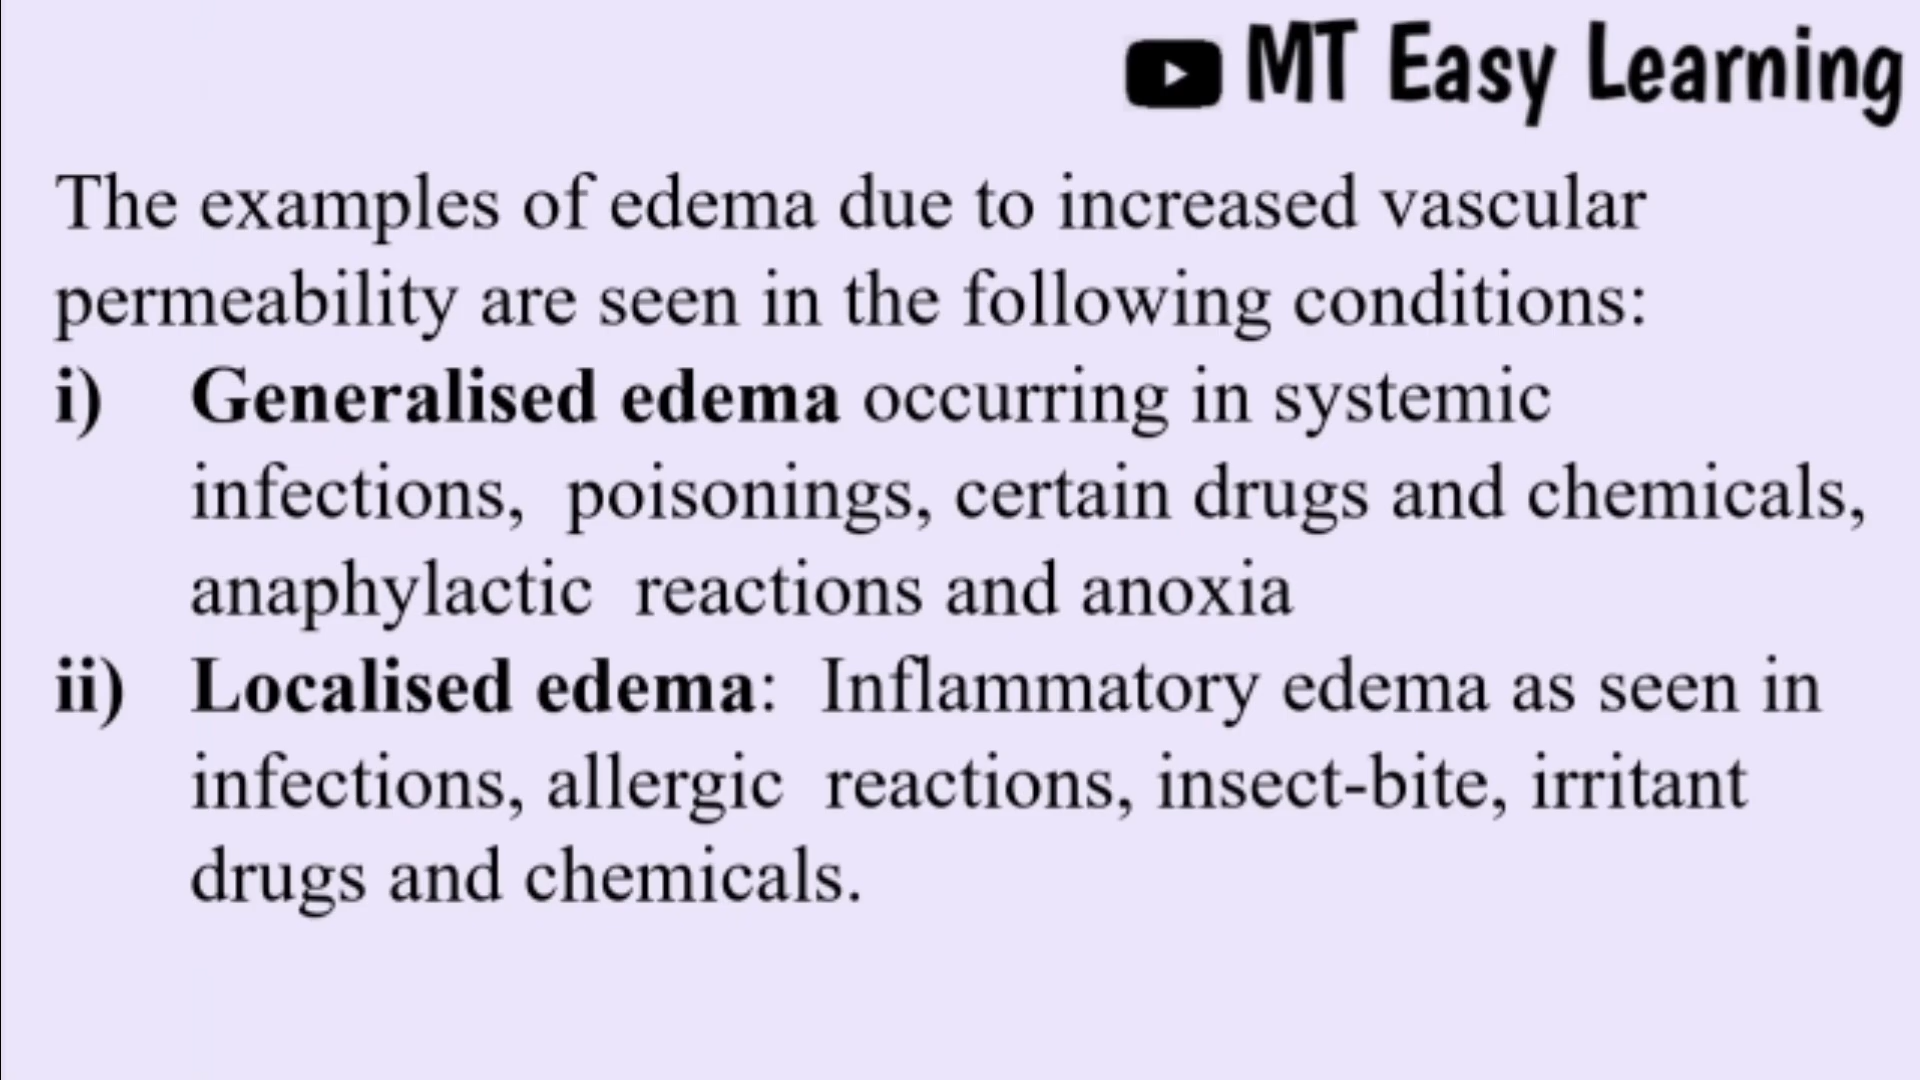 MT Easy Learning
The examples of edema due to increased vascular
permeability are seen in the following conditions:
i) Generalised edema occurring in systemic
infections, poisonings, certain drugs and chemicals,
anaphylactic reactions and anoxia
ii) Localised edema: Inflammatory edema as seen in
infections, allergic reactions, insect-bite, irritant
drugs and chemicals.